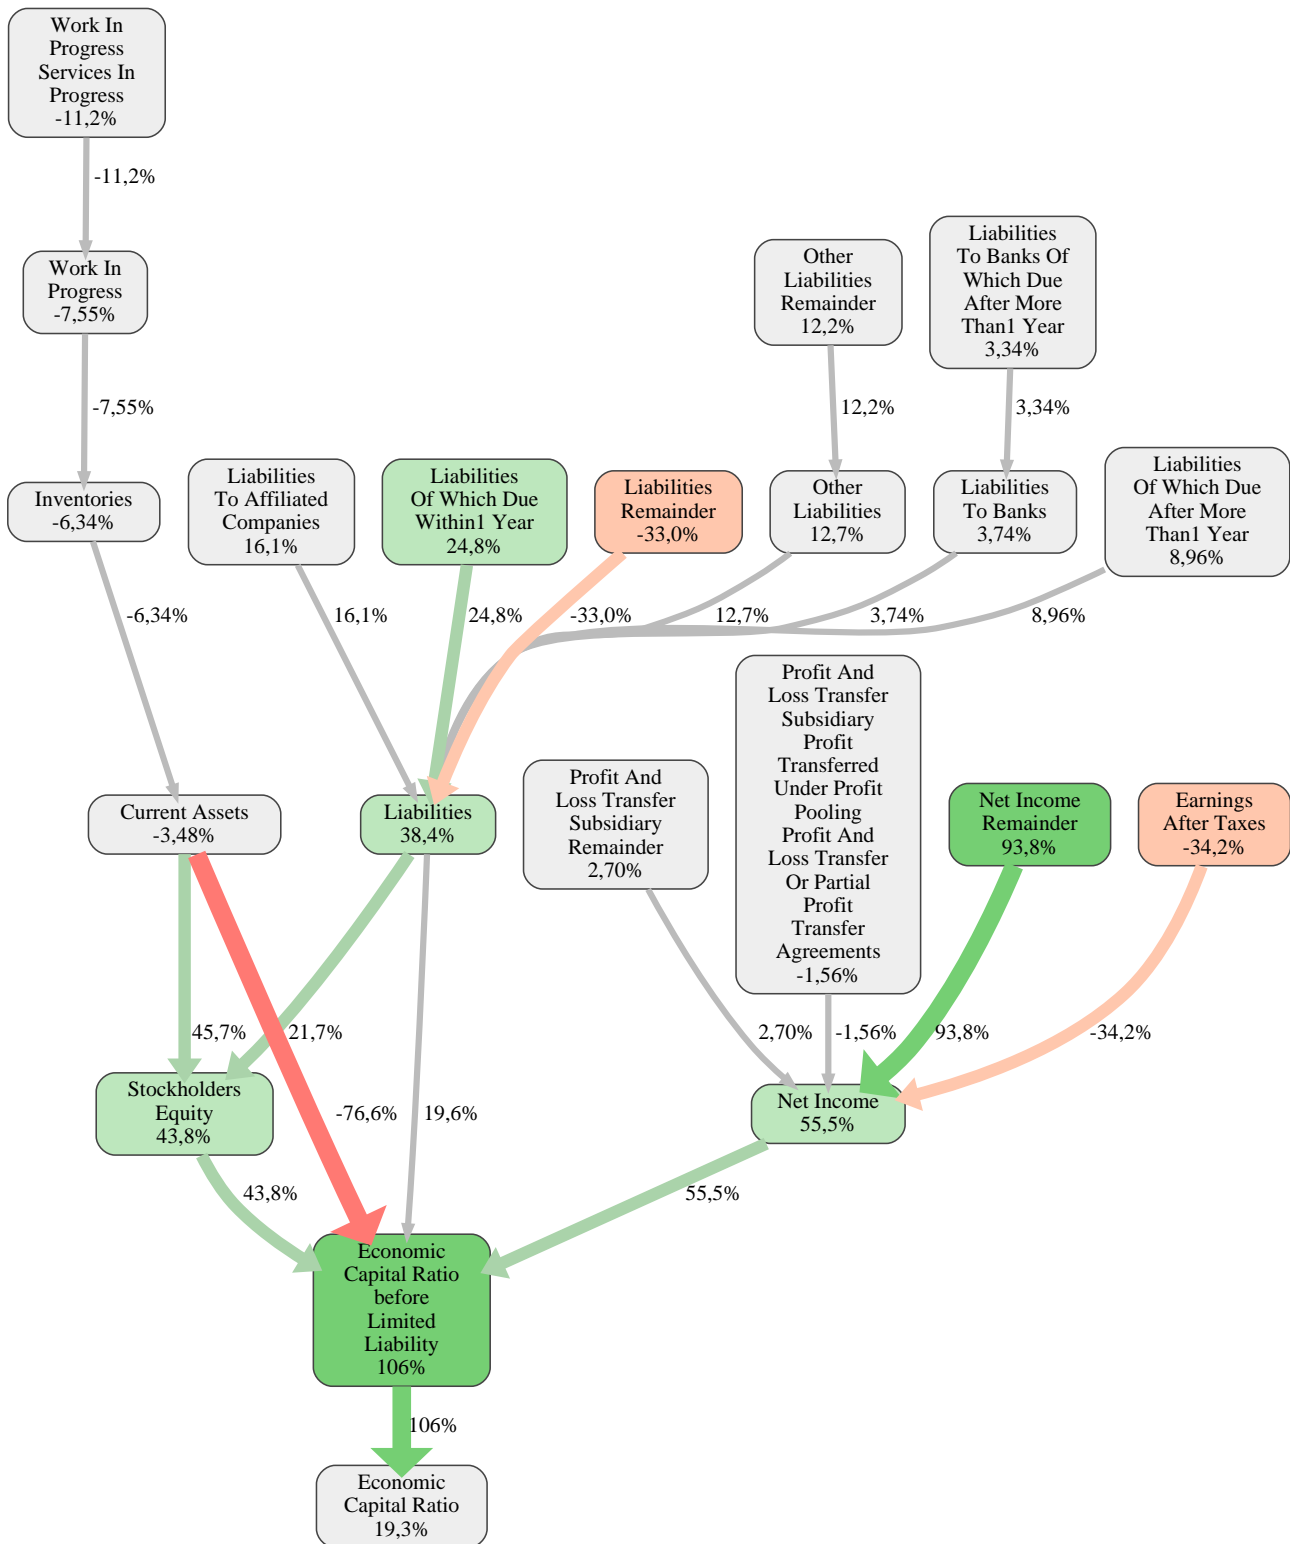 Work In
Progress
Services In
Progress
-11,2%
-11,2%
Work In
Progress
-7,55%
Other
Liabilities
Remainder
12,2%
Liabilities
To Banks Of
Which Due
After More
Than1 Year
3,34%
-7,55%
12,2%
3,34%
Inventories
-6,34%
Liabilities
To Affiliated
Companies
16,1%
Liabilities
Of Which Due
Within1 Year
24,8%
Liabilities
Remainder
-33,0%
Other
Liabilities
12,7%
Liabilities
To Banks
3,74%
Liabilities
Of Which Due
After More
Than1 Year
8,96%
-6,34%
16,1%
24,8%
-33,0%
12,7%
3,74%
8,96%
Current Assets
-3,48%
Liabilities
38,4%
Profit And
Loss Transfer
Subsidiary
Remainder
2,70%
Profit And
Loss Transfer
Subsidiary
Profit
Transferred
Under Profit
Pooling
Profit And
Loss Transfer
Or Partial
Profit
Transfer
Agreements
-1,56%
Net Income
Remainder
93,8%
Earnings
After Taxes
-34,2%
45,7%
21,7%
2,70%
-1,56%
93,8%
-34,2%
Stockholders
Equity
43,8%
-76,6%
19,6%
Net Income
55,5%
43,8%
55,5%
Economic
Capital Ratio
before
Limited
Liability
106%
106%
Economic
Capital Ratio
19,3%